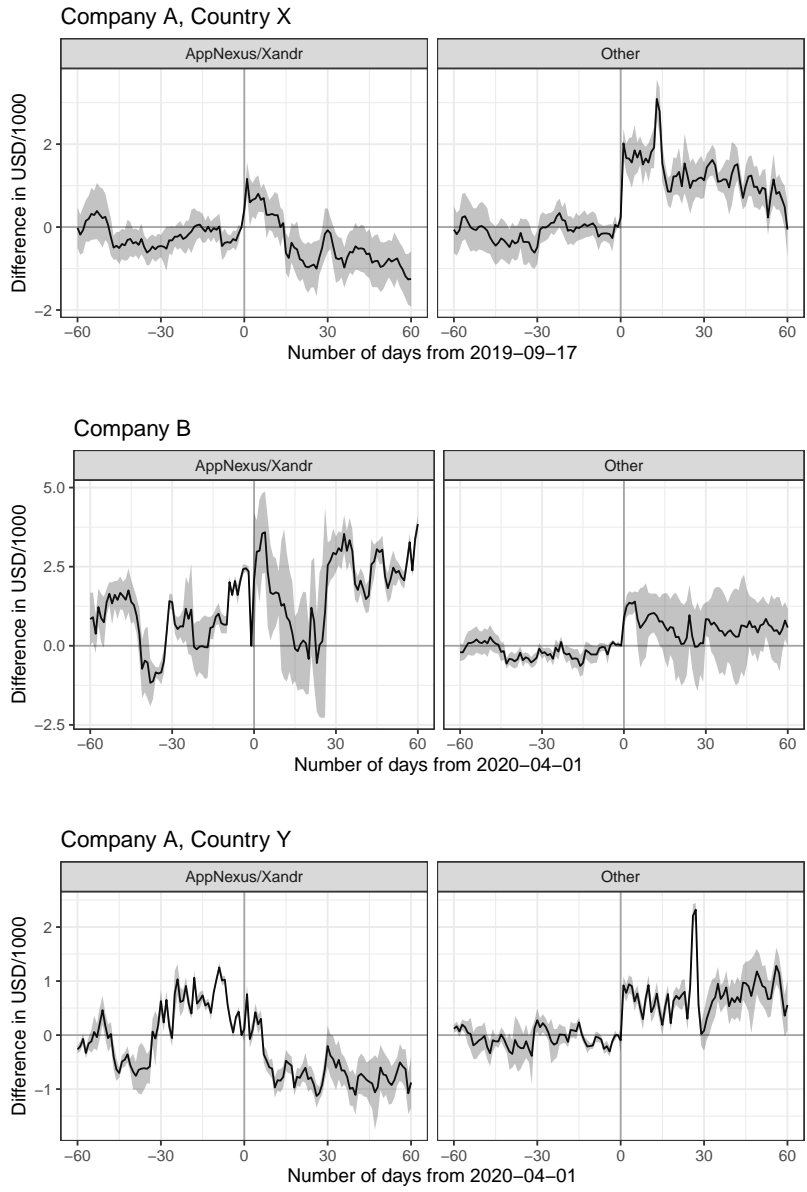 Company A, Country X
AppNexus/Xandr Other
Difference in USD/1000
2
0
−2
−60 −30 0 30 60 −60 −30 0 30 60
Number of days from 2019−09−17
Company B
AppNexus/Xandr Other
Difference in USD/1000
5.0
2.5
0.0
−2.5
−60 −30 0 30 60 −60 −30 0 30 60
Number of days from 2020−04−01
Company A, Country Y
AppNexus/Xandr Other
Difference in USD/1000
2
1
0
−1
−60 −30 0 30 60 −60 −30 0 30 60
Number of days from 2020−04−01